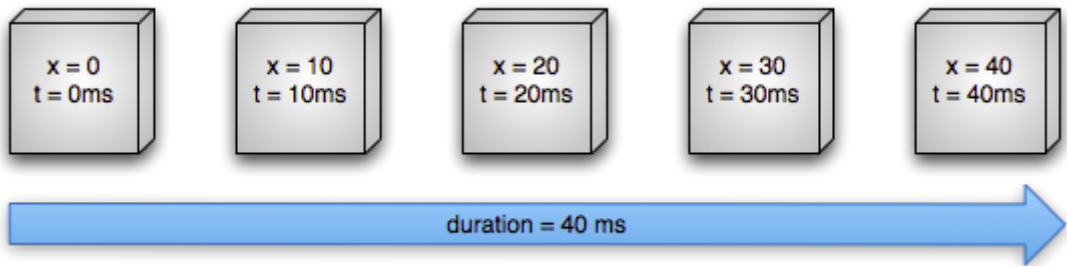 x = 0
t = 0ms
x = 10
t = 10ms
x = 20
t = 20ms
x = 30
t = 30ms
x = 40
t = 40ms
duration = 40 ms